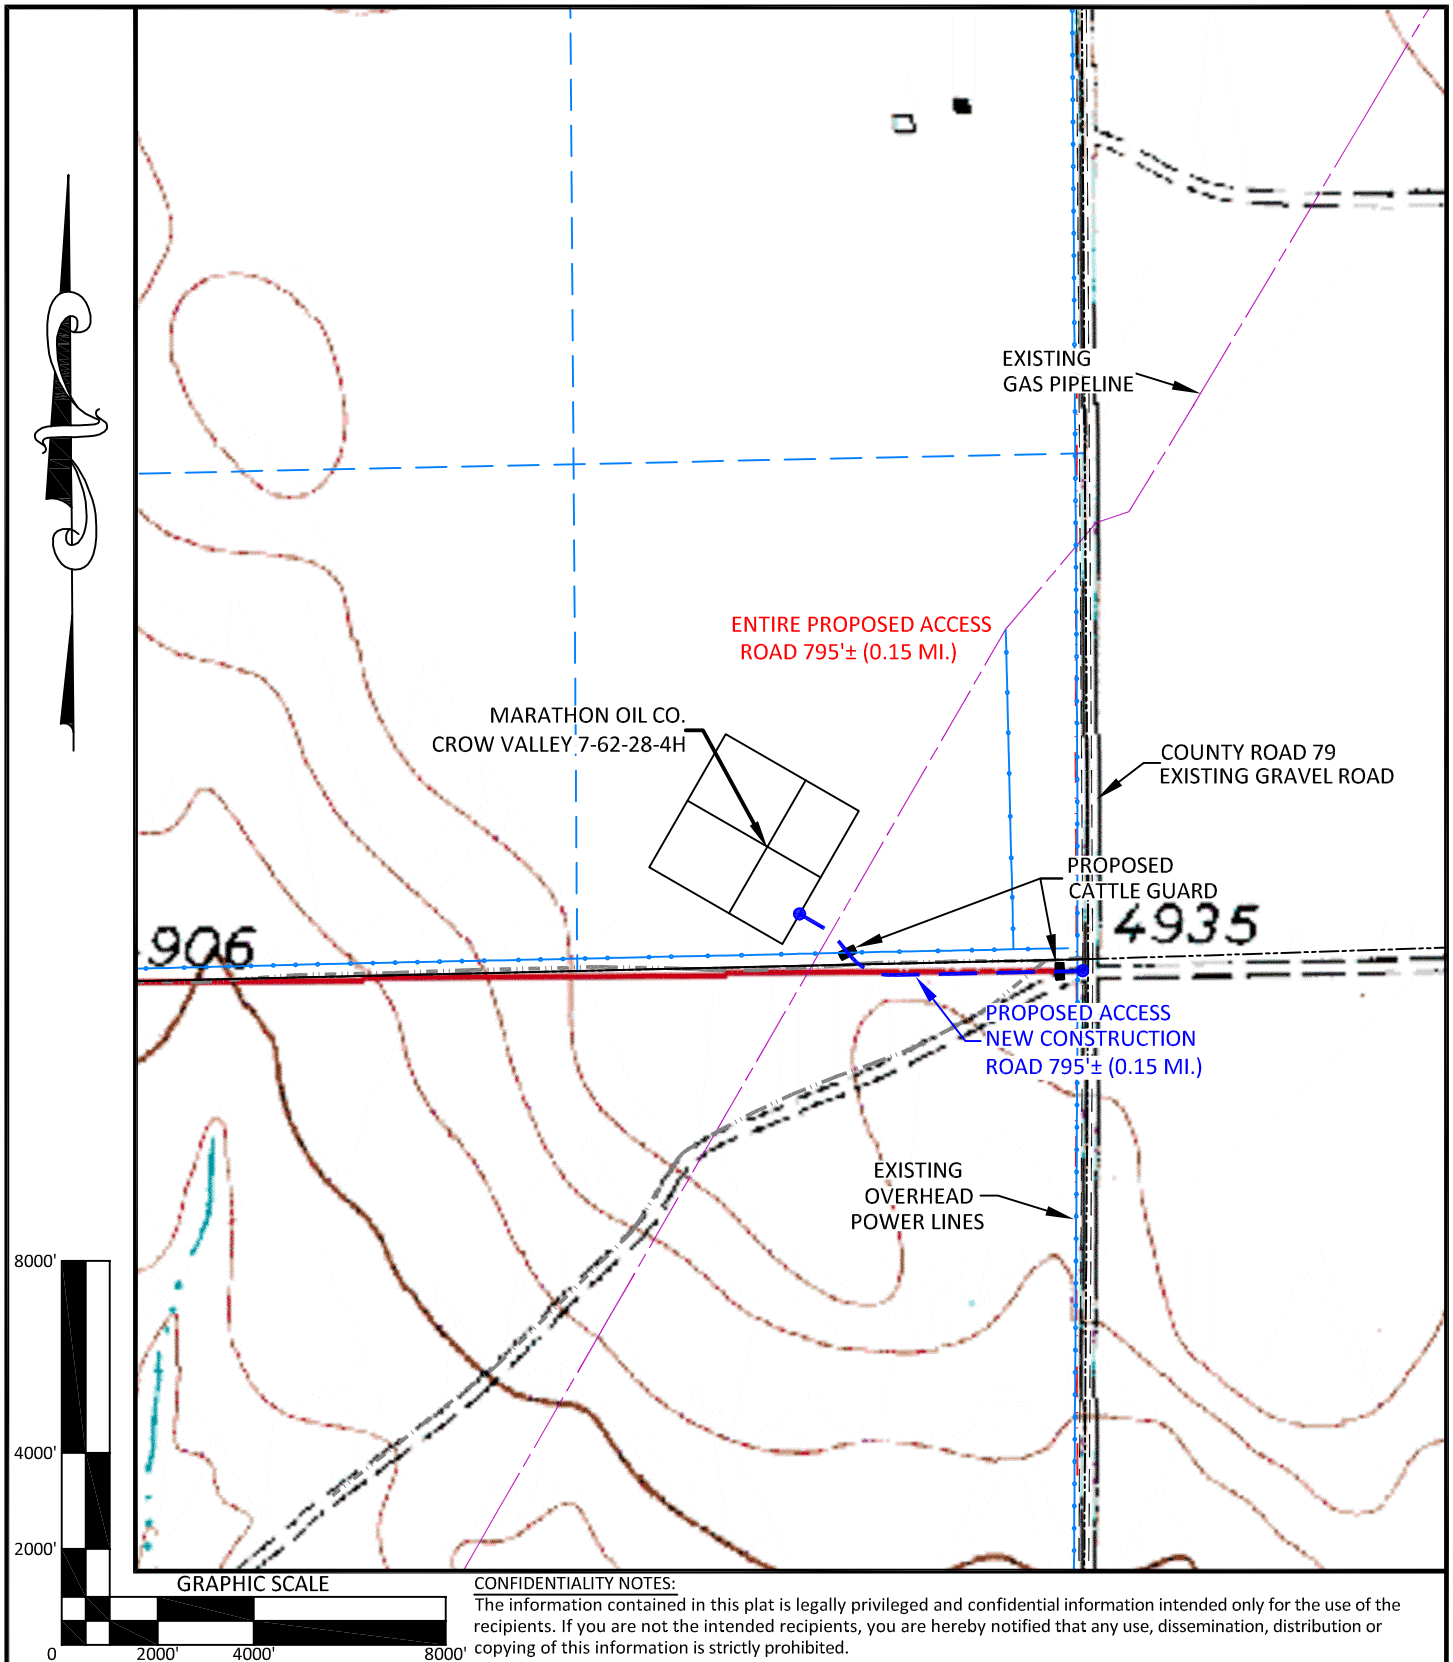 EXISTING
GAS PIPELINE
ENTIRE PROPOSED ACCESS
ROAD 795'± (0.15 MI.)
MARATHON OIL CO.
CROW VALLEY 7-62-28-4H
COUNTY ROAD 79
EXISTING GRAVEL ROAD
PROPOSED
CATTLE GUARD
4935
906
PROPOSED ACCESS
NEW CONSTRUCTION
ROAD 795'± (0.15 MI.)
EXISTING
OVERHEAD
POWER LINES
8000'
4000'
2000'
GRAPHIC SCALE
0 2000' 4000' 8000'
CONFIDENTIALITY NOTES:
The information contained in this plat is legally privileged and confidential information intended only for the use of the
recipients. If you are not the intended recipients, you are hereby notified that any use, dissemination, distribution or
copying of this information is strictly prohibited.